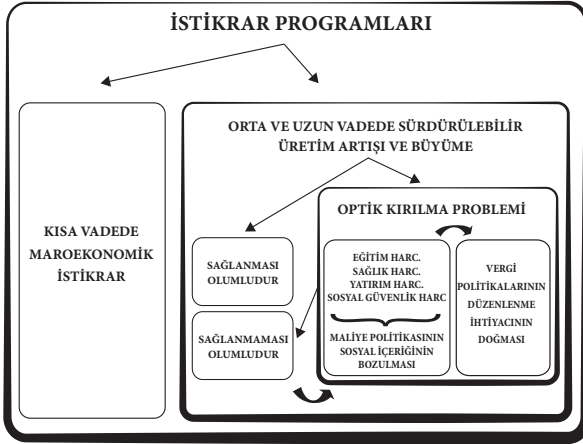 İSTİKRAR PROGRAMLARI
KISA VADEDE
MAROEKONOMİK
İSTİKRAR
ORTA VE UZUN VADEDE SÜRDÜRÜLEBİLİR
ÜRETİM ARTIŞI VE BÜYÜME
SAĞLANMASI
OLUMLUDUR
SAĞLANMAMASI
OLUMLUDUR
OPTİK KIRILMA PROBLEMİ
EĞİTİM HARC.
SAĞLIK HARC.
YATIRIM HARC.
SOSYAL GÜVENLİK HARC
MALİYE POLİTİKASININ
SOSYAL İÇERİĞİNİN
BOZULMASI
VERGİ
POLİTİKALARININ
DÜZENLENME
İHTİYACININ
DOĞMASI